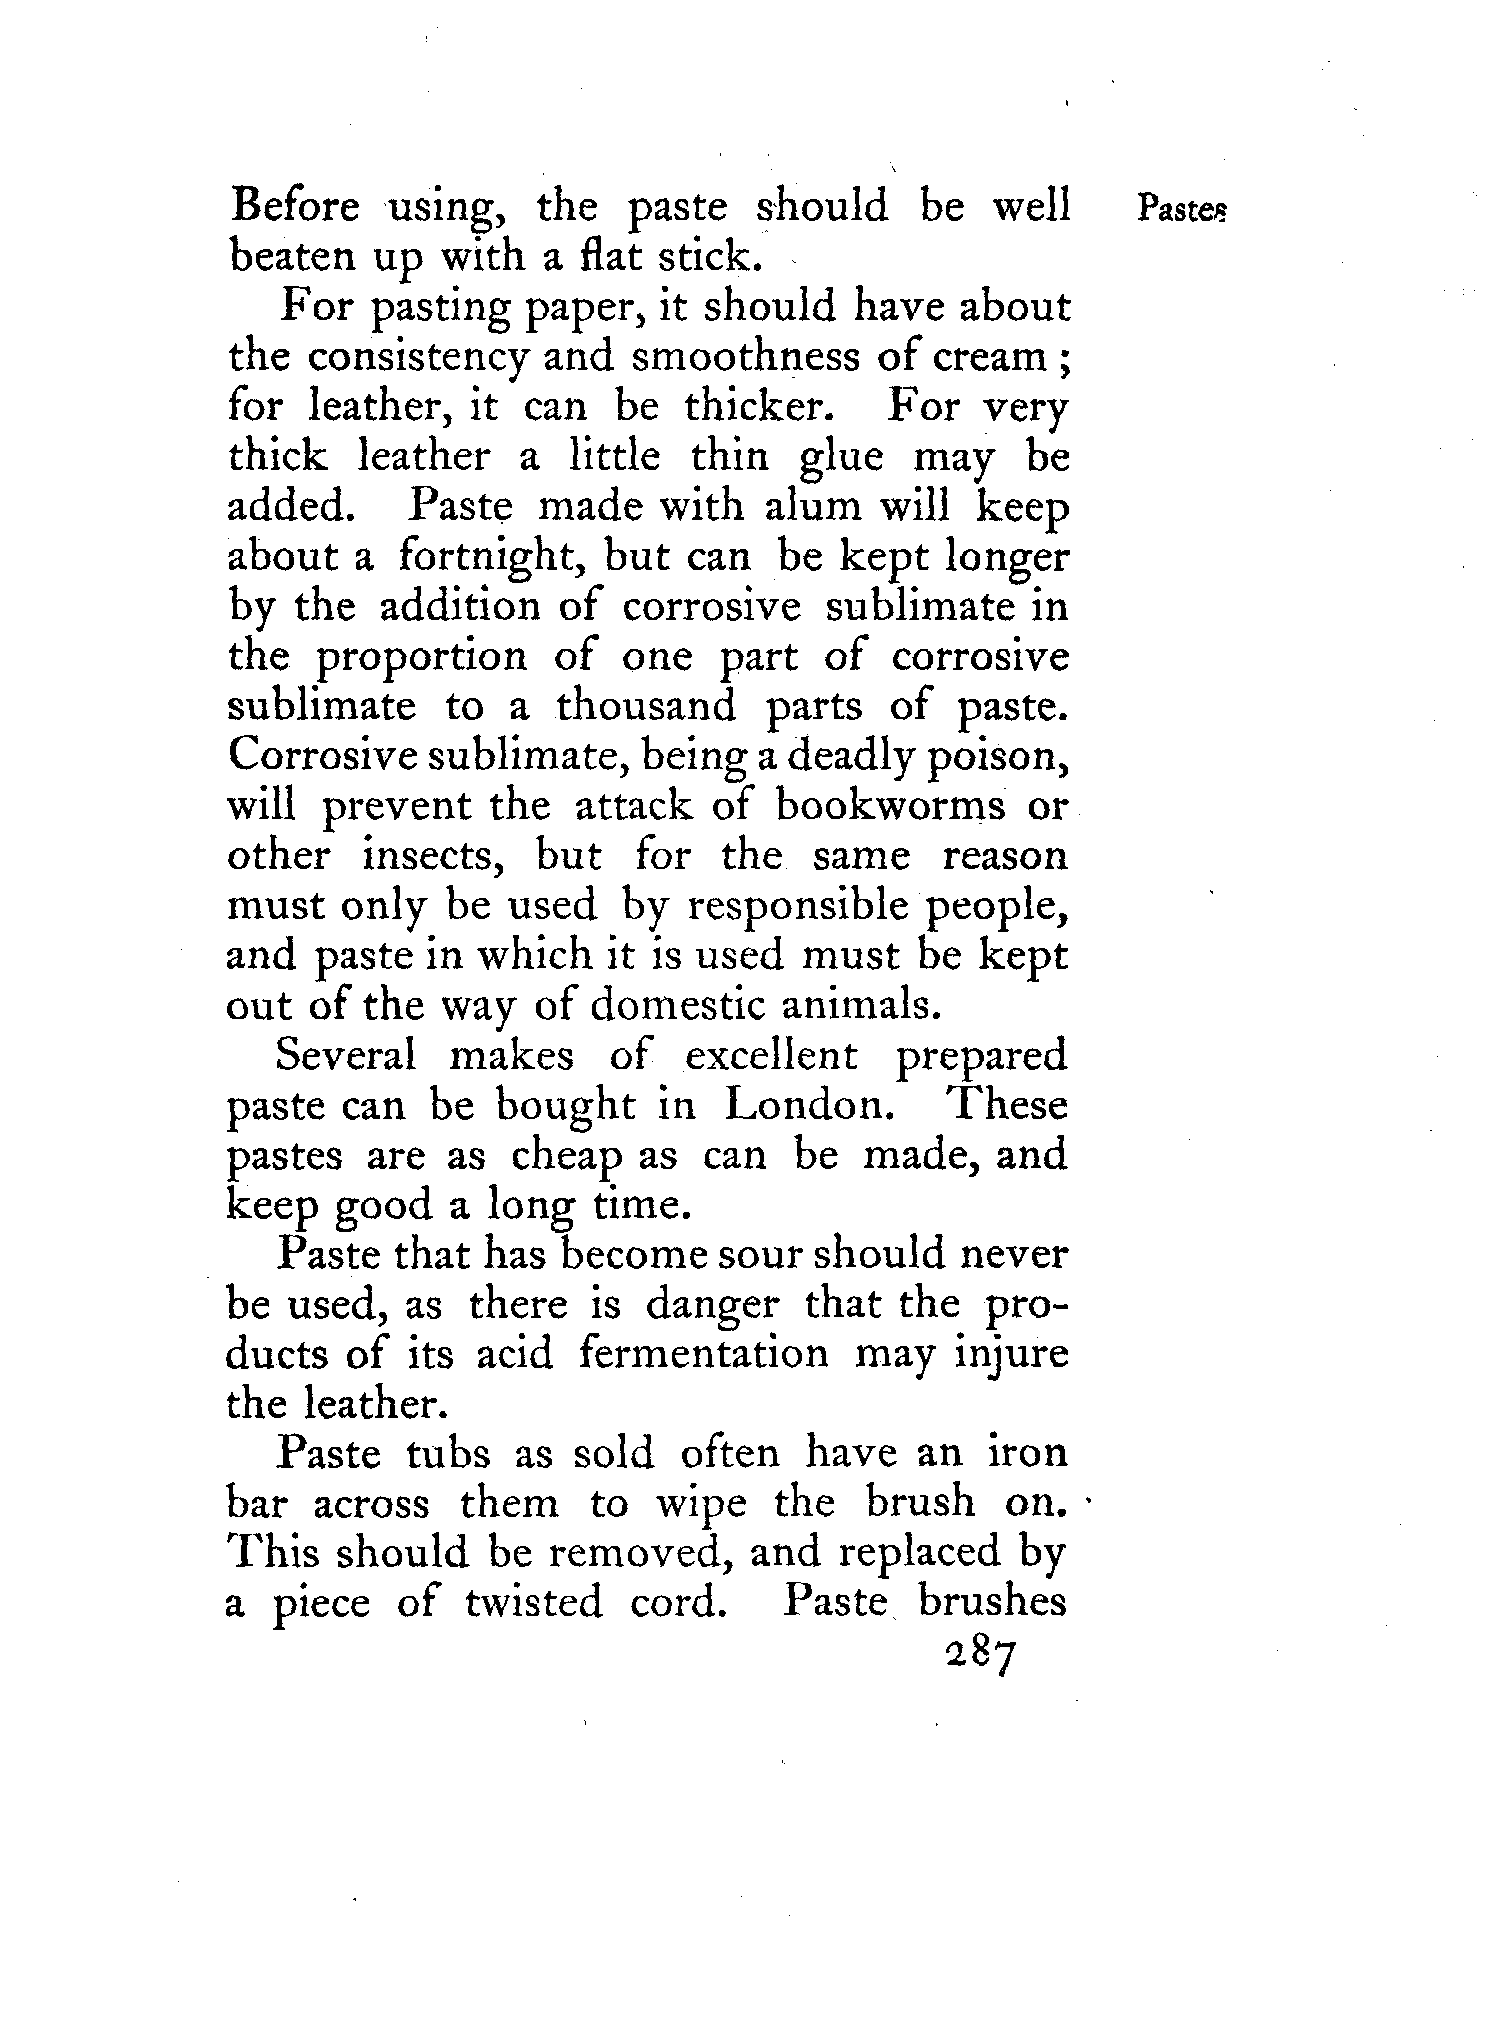 Before using, the paste should be well
Pastes
beaten up with a flat stick.
For pasting paper, it should have about
the consistency and smoothness of cream ;
for leather, it can be thicker. For very
thick leather a little thin glue may be
added. Paste made with alum will keep
about a fortnight, but can be kept longer
by the addition of corrosive sublimate in
the proportion of one part of corrosive
sublimate to a thousand parts of paste.
Corrosive sublimate, being a deadly poison,
will prevent the attack of bookworms or
other insects, but for the same reason
must only be used by responsible people,
and paste in which it is used must be kept
out of the way of domestic animals.
Several makes of excellent prepared
paste can be bought in London. These
pastes are as cheap as can be made, and
keep good a long time.
Paste that has become sour should never
be used, as there is danger that the pro-
ducts of its acid fermentation may injure
the leather.
Paste tubs as sold often have an iron
bar across them to wipe the brush on.
This should be removed, and replaced by
a piece of twisted cord. Paste brushes
287